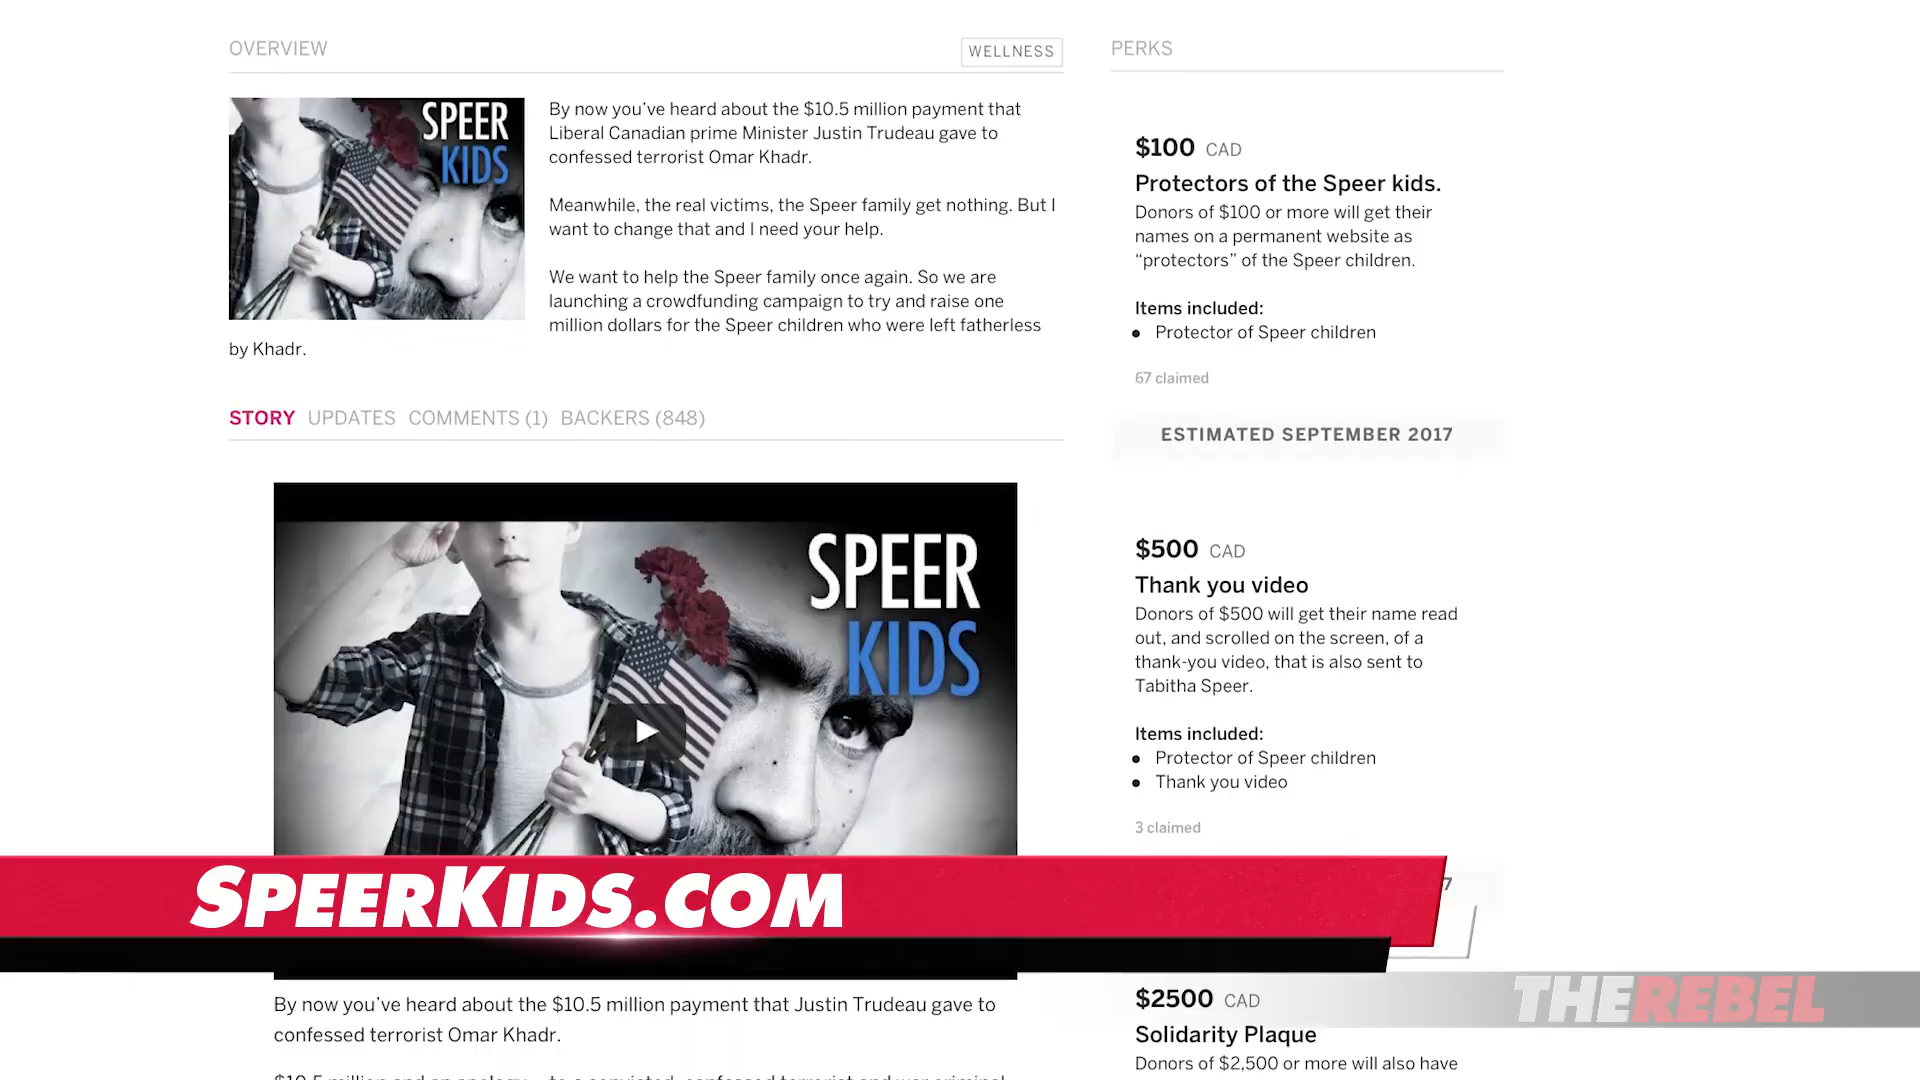 OVERVIEW
WELLNESS
SPEER
KIDS
By now you've heard about the $10.5 million payment that
Liberal Canadian prime Minister Justin Trudeau gave to
confessed terrorist Omar Khadr.
Meanwhile, the real victims, the Speer family get nothing. But I
want to change that and I need your help.
We want to help the Speer family once again. So we are
launching a crowdfunding campaign to try and raise one
million dollars for the Speer children who were left fatherless
by Khadr.
STORY UPDATES COMMENTS (1) BACKERS (848)
SPEER
KIDS
By now you've heard about the $10.5 million payment that Justin Trudeau gave to
confessed terrorist Omar Khadr.
PERKS
$100 CAD
Protectors of the Speer kids.
Donors of $100 or more will get their
names on a permanent website as
“protectors” of the Speer children.
Items included:
Protector of Speer children
67 claimed
ESTIMATED SEPTEMBER 2017
$500 CAD
Thank you video
Donors of $500 will get their name read
out, and scrolled on the screen, of a
thank-you video, that is also sent to
Tabitha Speer.
Items included:
Protector of Speer children
Thank you video
3 claimed
7
$2500 CAD
Solidarity Plaque
Donors of $2,500 or more will also have
SPEERKIDS.COM
THEREBEL